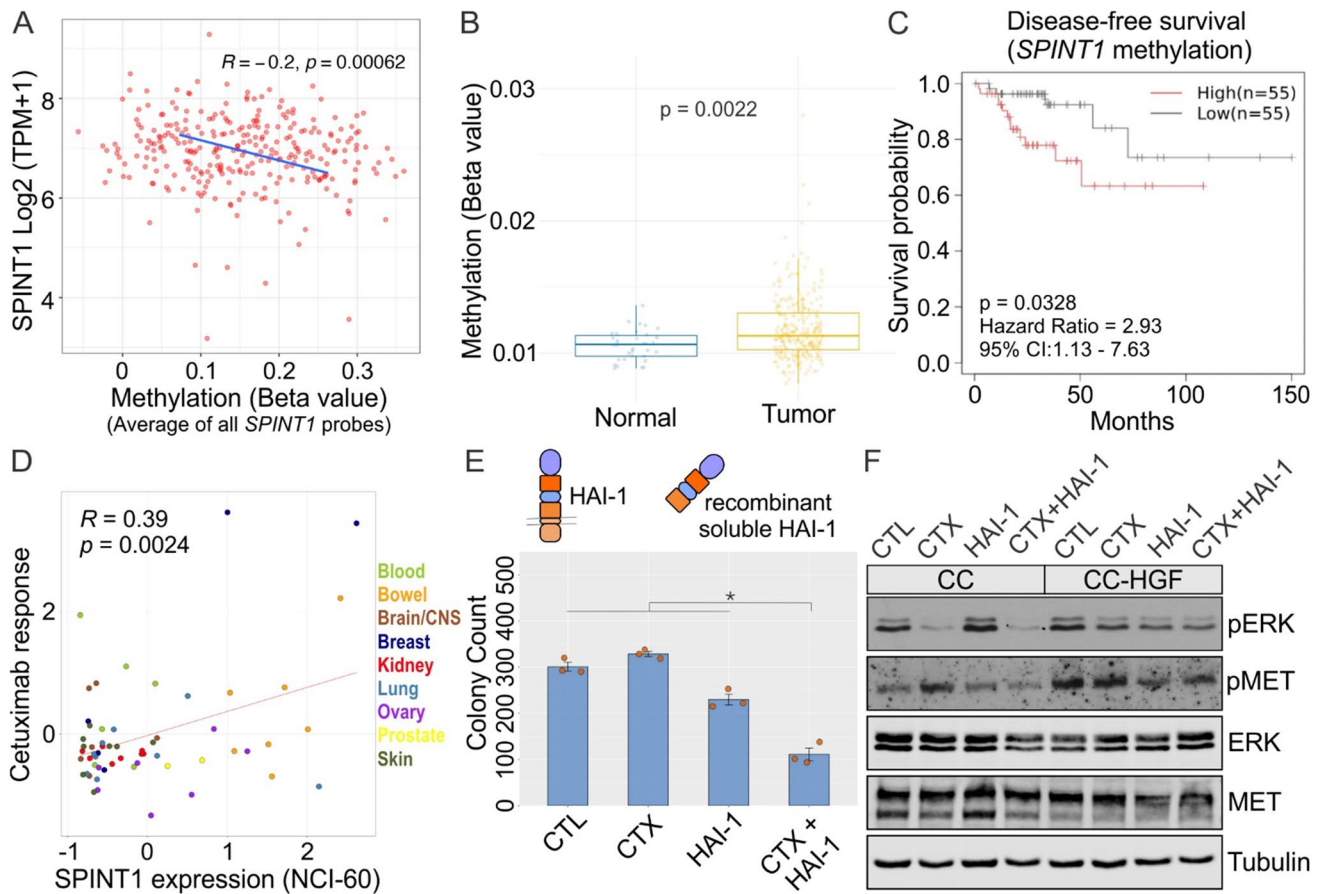 A
R = −0.2, p = 0.00062
SPINT1 Log2 (TPM+1)
8
6
4
0
0.1
0.2
0.3
Methylation (Beta value)
(Average of all SPINT1 probes)
B
p = 0.0022
Methylation (Beta value)
0.03
0.02
0.01
Normal
Tumor
C
Disease-free survival
(SPINT1 methylation)
High(n=55)
Low(n=55)
Survival probability
1.0
0.8
0.6
0.4
0.2
0.0
p = 0.0328
Hazard Ratio = 2.93
95% CI:1.13 - 7.63
0
50
100
150
Months
D
R = 0.39
p = 0.0024
Cetuximab response
2
0
-1
0
1
2
SPINT1 expression (NCI-60)
Blood
Bowel
Brain/CNS
Breast
Kidney
Lung
Ovary
Prostate
Skin
E
HAI-1
recombinant
soluble HAI-1
*
Colony Count
500
400
300
200
100
0
CTL
CTX
HAI-1
CTX +
HAI-1
F
CTL
CTX
HAI-1
CTX+HAI-1
CTL
CTX
HAI-1
CTX+HAI-1
CC
CC-HGF
pERK
pMET
ERK
MET
Tubulin